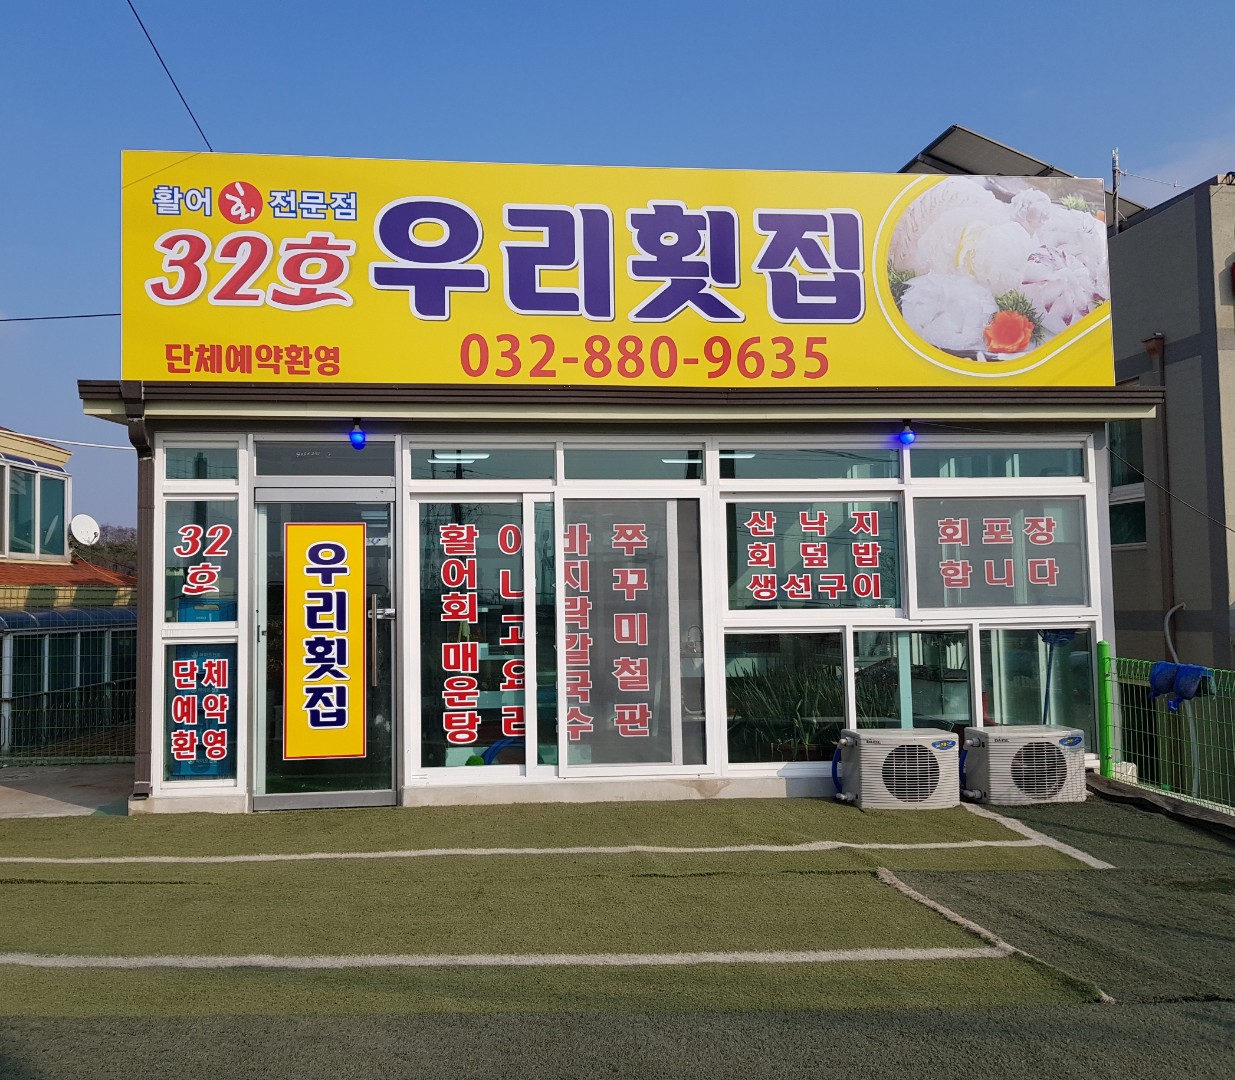 활어 회 전문점
32호 우리횟집
단체예약환영 032-880-9635
32
호
단체
예약
환영
우리횟집
활어회 매운탕
아니고요리
바지락칼국수
쭈꾸미철판
산낙지
회덮밥
생선구이
회포장
합니다